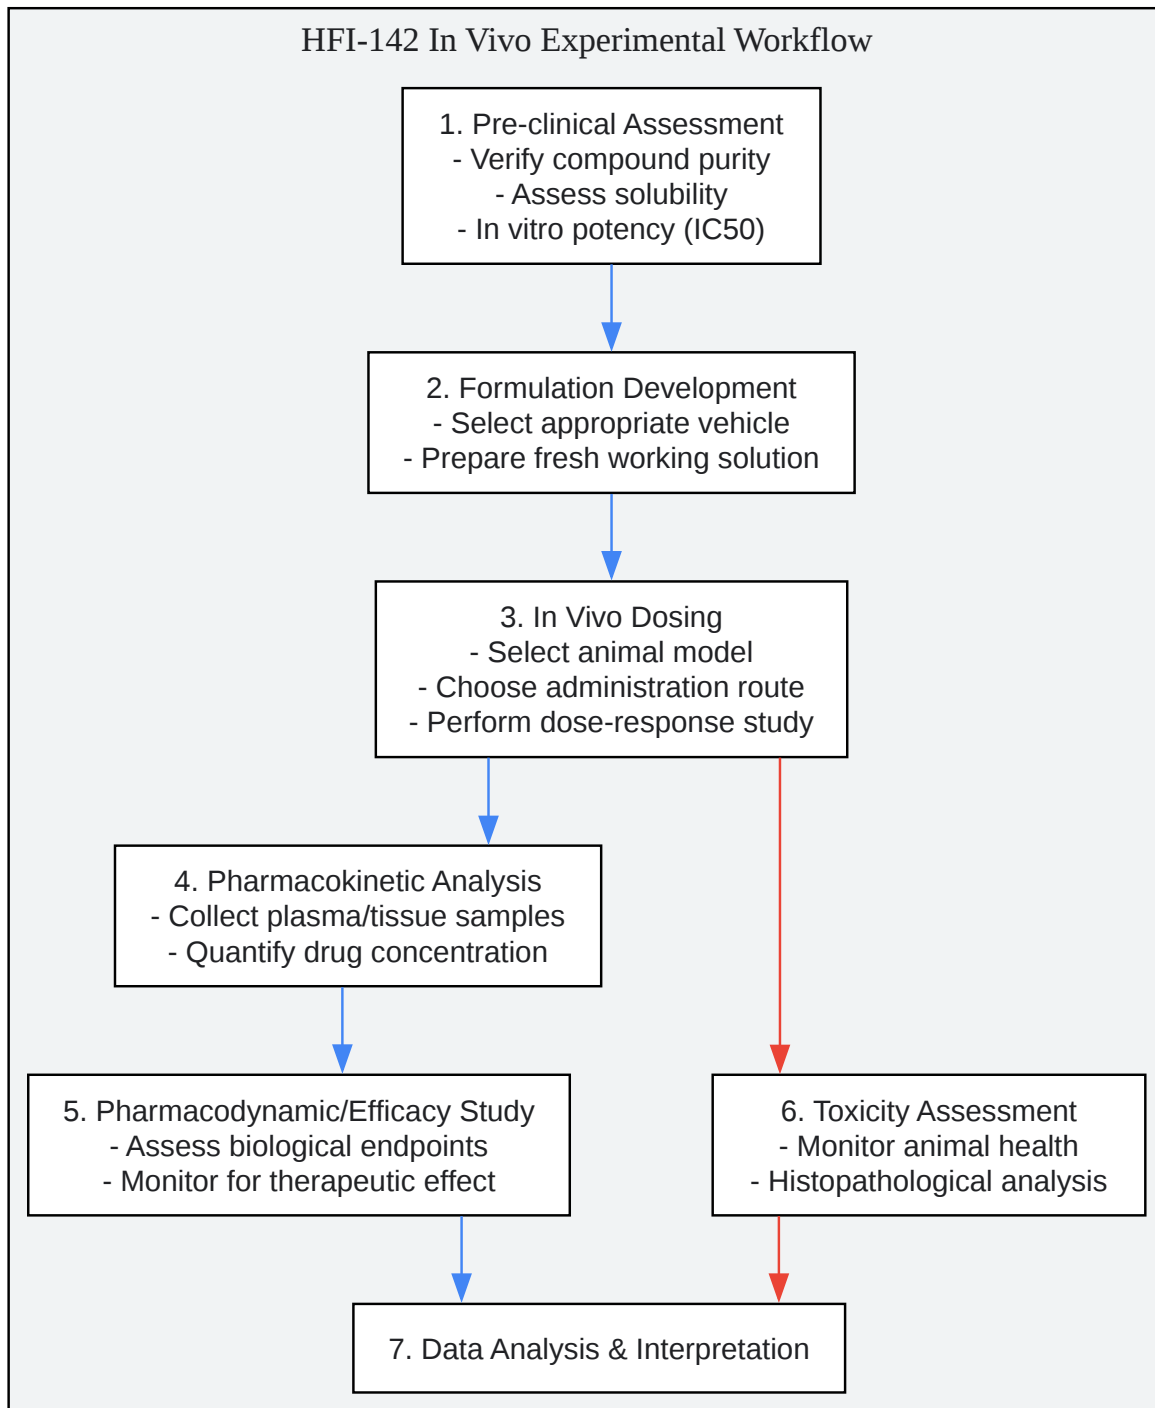 HFI-142 In Vivo Experimental Workflow
1. Pre-clinical Assessment
- Verify compound purity
- Assess solubility
- In vitro potency (IC50)
2. Formulation Development
- Select appropriate vehicle
- Prepare fresh working solution
3. In Vivo Dosing
- Select animal model
- Choose administration route
- Perform dose-response study
4. Pharmacokinetic Analysis
- Collect plasma/tissue samples
- Quantify drug concentration
5. Pharmacodynamic/Efficacy Study
- Assess biological endpoints
- Monitor for therapeutic effect
6. Toxicity Assessment
- Monitor animal health
- Histopathological analysis
7. Data Analysis & Interpretation